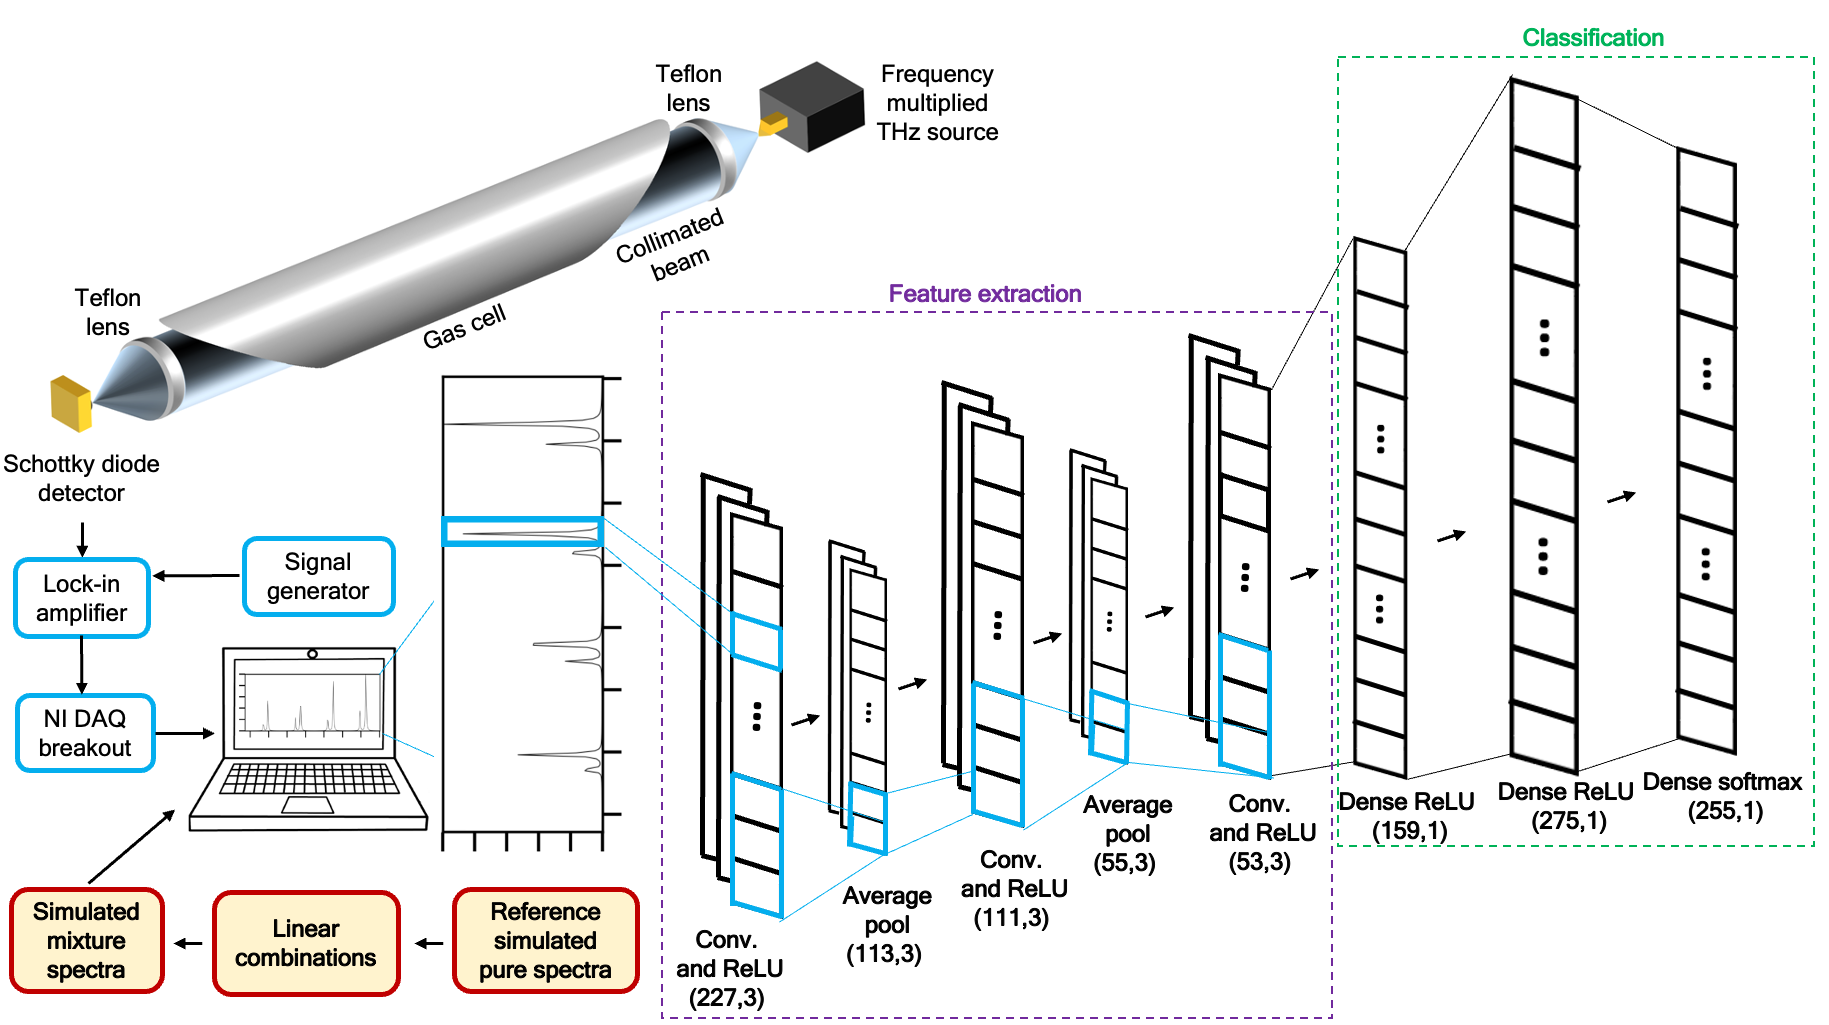 Teflon
lens
Frequency
multiplied
THz source
Collimated
beam
Gas cell
Teflon
lens
Schottky diode
detector
Signal
generator
Lock-in
amplifier
NI DAQ
breakout
Simulated
mixture
spectra
Linear
combinations
Reference
simulated
pure spectra
Feature extraction
Conv.
and ReLU
(227,3)
Average
pool
(113,3)
Conv.
and ReLU
(111,3)
Average
pool
(55,3)
Conv.
and ReLU
(53,3)
Classification
Dense ReLU
(159,1)
Dense ReLU
(275,1)
Dense softmax
(255,1)